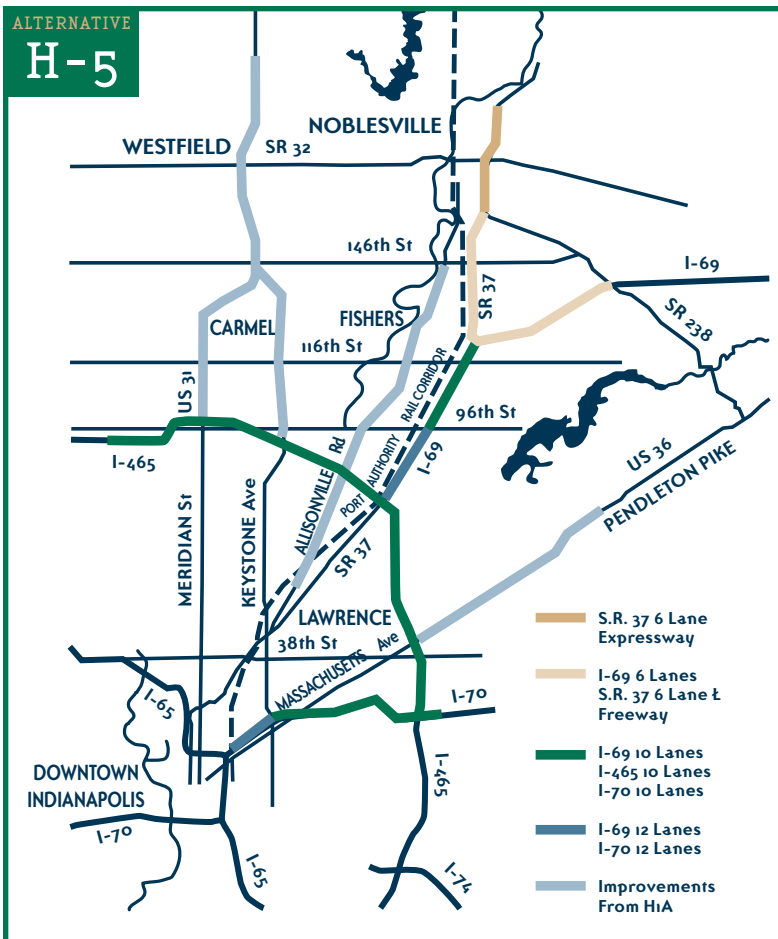 ALTERNATIVE
H-5
NOBLESVILLE
WESTFIELD
SR 32
146th St
I-69
SR 37
SR 238
FISHERS
CARMEL
116th St
US 31
RAIL CORRIDOR
96th St
I-465
Rd
AUTHORITY
I-69
US 36
PENDLETON PIKE
PORT
ALLISONVILLE
MERIDIAN St
KEYSTONE Ave
SR 37
LAWRENCE
38th St
MASSACHUSETTS Ave
I-65
I-70
DOWNTOWN
INDIANAPOLIS
I-465
I-70
I-65
I-74
S.R. 37 6 Lane
Expressway
I-69 6 Lanes
S.R. 37 6 Lane Ł
Freeway
I-69 10 Lanes
I-465 10 Lanes
I-70 10 Lanes
I-69 12 Lanes
I-70 12 Lanes
Improvements
From H1A